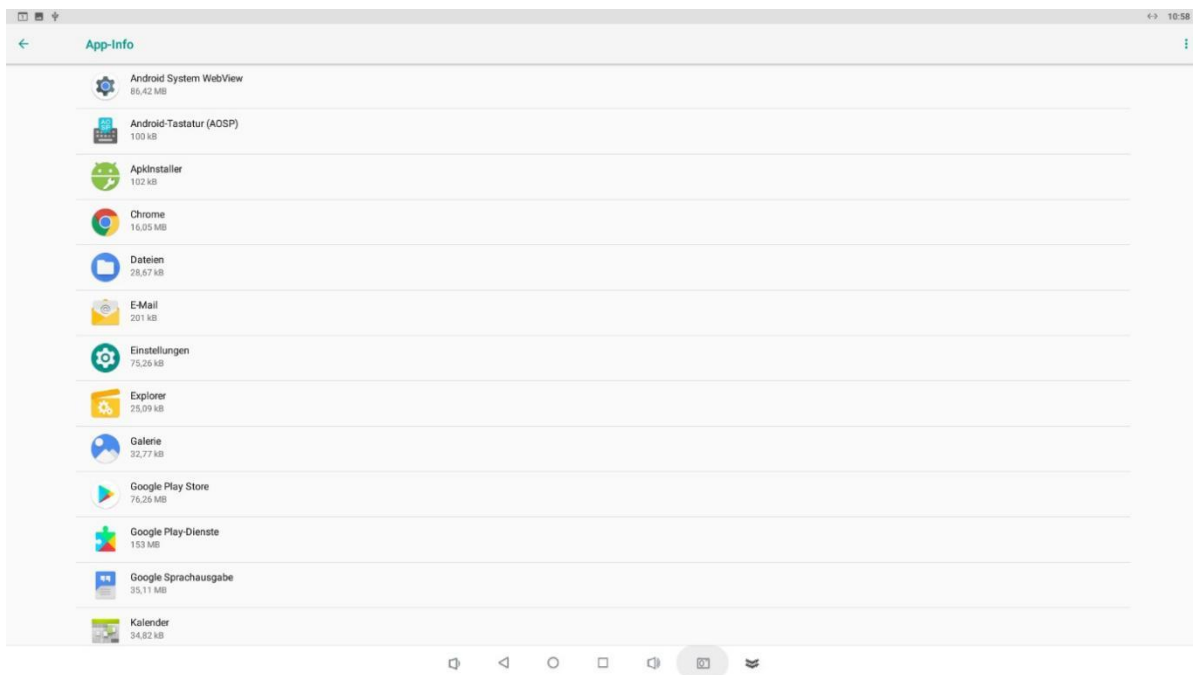 10:58
App-Info
Android System WebView
86,42 MB
Android-Tastatur (AOSP)
100 kB
ApkInstaller
102 kB
Chrome
16,05 MB
Dateien
28,67 kB
E-Mail
201 kB
Einstellungen
75,26 kB
Explorer
25,09 kB
Galerie
32,77 kB
Google Play Store
76,26 MB
Google Play-Dienste
153 MB
Google Sprachausgabe
35,11 MB
Kalender
34,82 kB